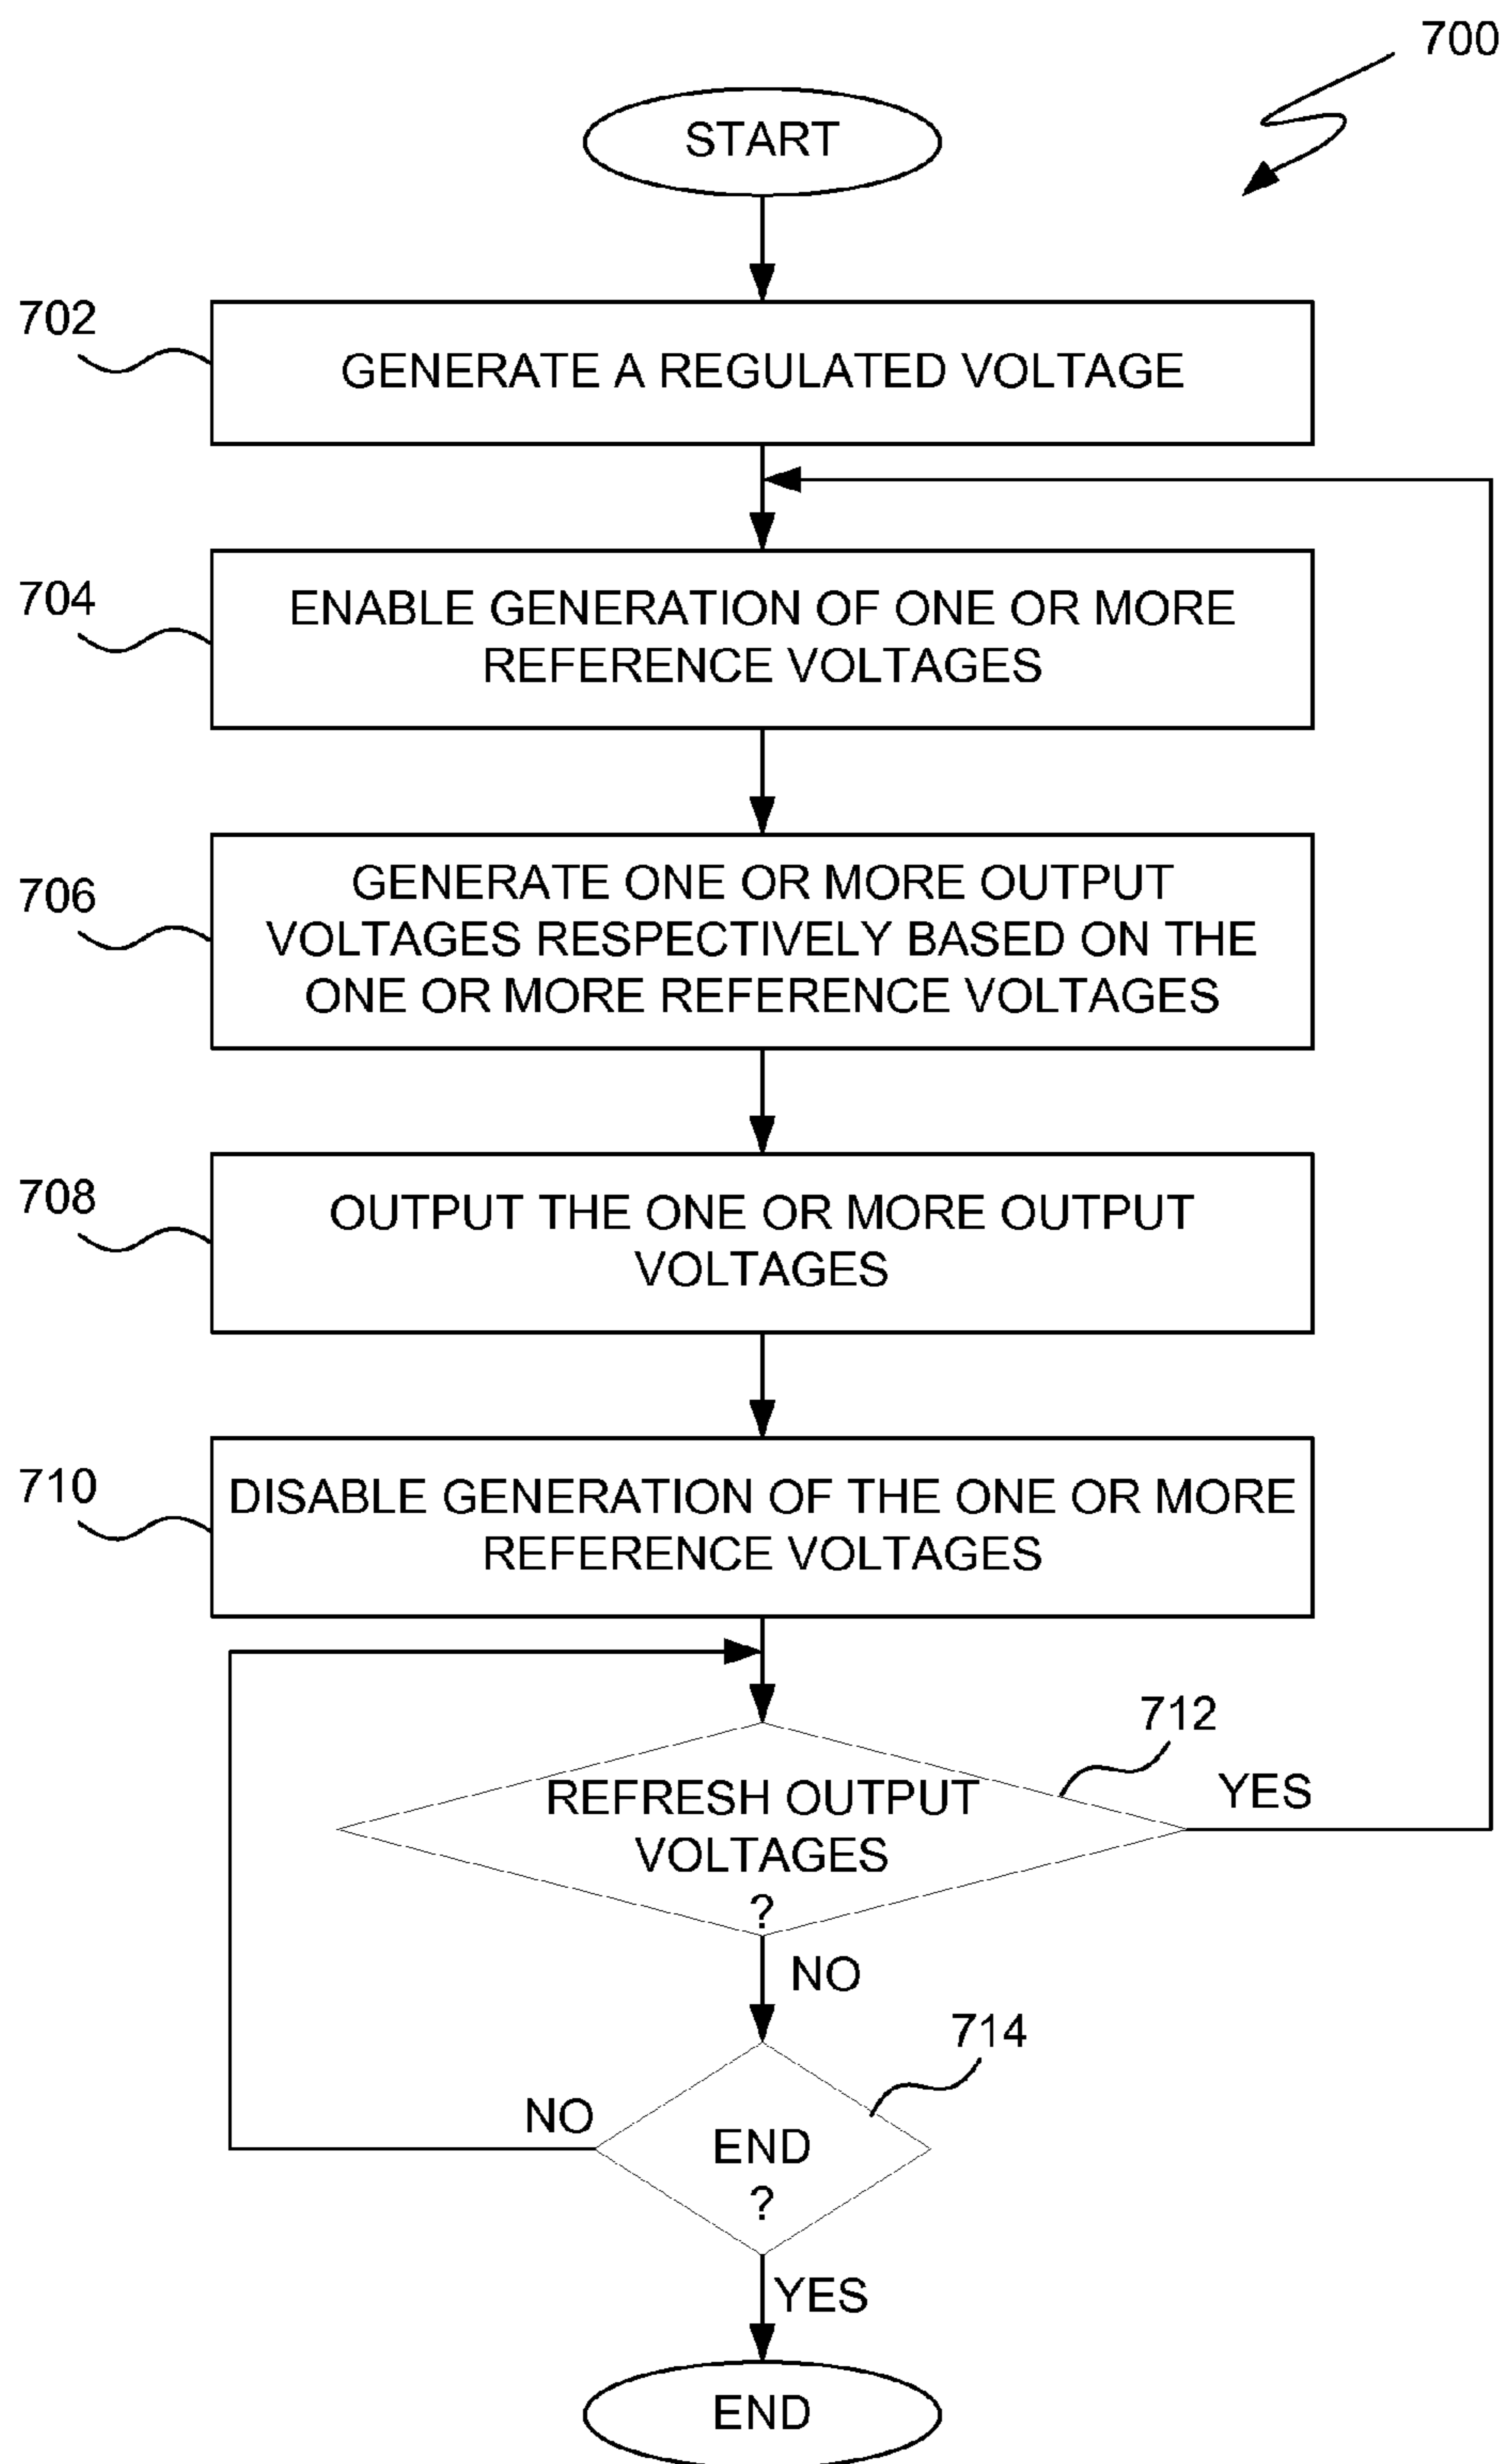 700
START
702
GENERATE A REGULATED VOLTAGE
704
ENABLE GENERATION OF ONE OR MORE
REFERENCE VOLTAGES
706
GENERATE ONE OR MORE OUTPUT
VOLTAGES RESPECTIVELY BASED ON THE
ONE OR MORE REFERENCE VOLTAGES
708
OUTPUT THE ONE OR MORE OUTPUT
VOLTAGES
710
DISABLE GENERATION OF THE ONE OR MORE
REFERENCE VOLTAGES
712
REFRESH OUTPUT
VOLTAGES
?
YES
NO
714
NO
END
?
YES
END